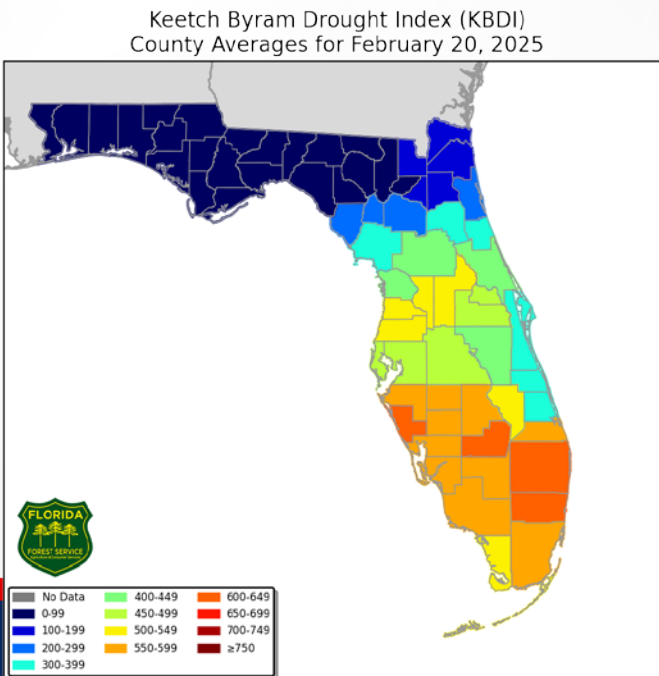 Keetch Byram Drought Index (KBDI)
County Averages for February 20, 2025
FLORIDA
FOREST SERVICE
No Data
0-99
100-199
200-299
300-399
400-449
450-499
500-549
550-599
600-649
650-699
700-749
≥750